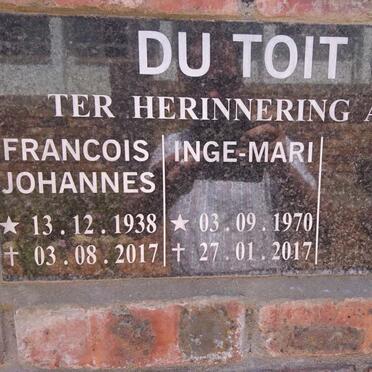 DU TOIT
TER HERINNERING A
FRANCOIS JOHANNES
★ 13.12.1938
† 03.08.2017
INGE-MARI
★ 03.09.1970
† 27.01.2017